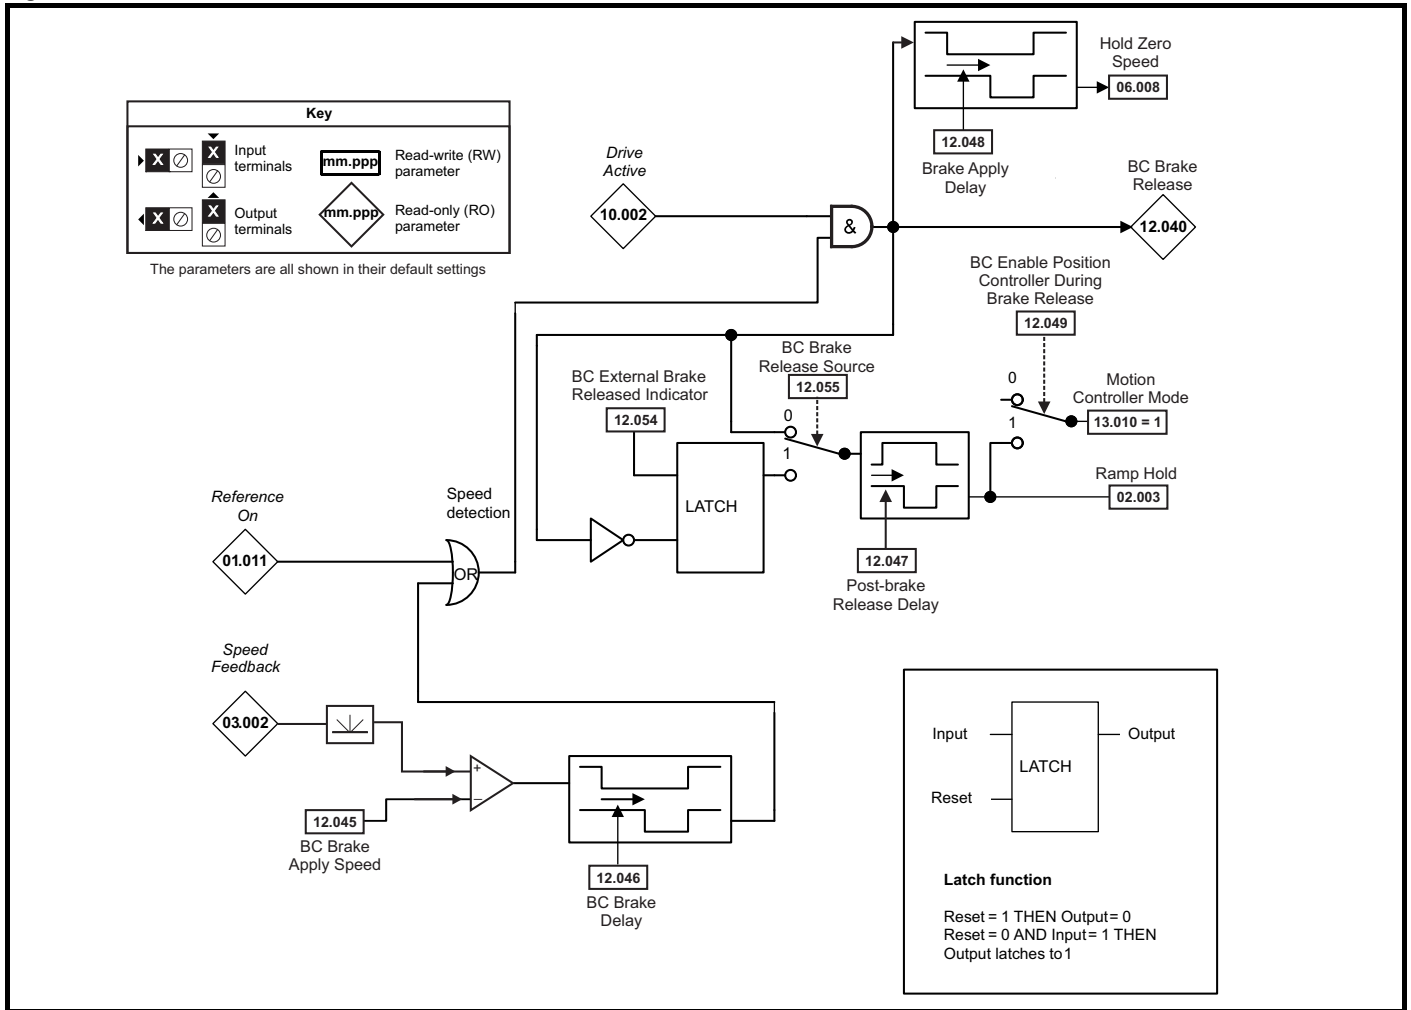 Hold Zero
Speed
06.008
12.048
Brake Apply
Delay
Key
X
X
Input
terminals
mm.ppp
Read-write (RW)
parameter
X
X
Output
terminals
mm.ppp
Read-only (RO)
parameter
The parameters are all shown in their default settings
Drive
Active
10.002
&
BC Brake
Release
12.040
BC Enable Position
Controller During
Brake Release
12.049
0
1
Motion
Controller Mode
13.010 = 1
BC Brake
Release Source
12.055
0
1
BC External Brake
Released Indicator
12.054
LATCH
Ramp Hold
02.003
12.047
Post-brake
Release Delay
Reference
On
01.011
Speed
detection
OR
Speed
Feedback
03.002
+
–
12.045
BC Brake
Apply Speed
12.046
BC Brake
Delay
Input
Output
LATCH
Reset
Latch function
Reset = 1 THEN Output = 0
Reset = 0 AND Input = 1 THEN
Output latches to 1